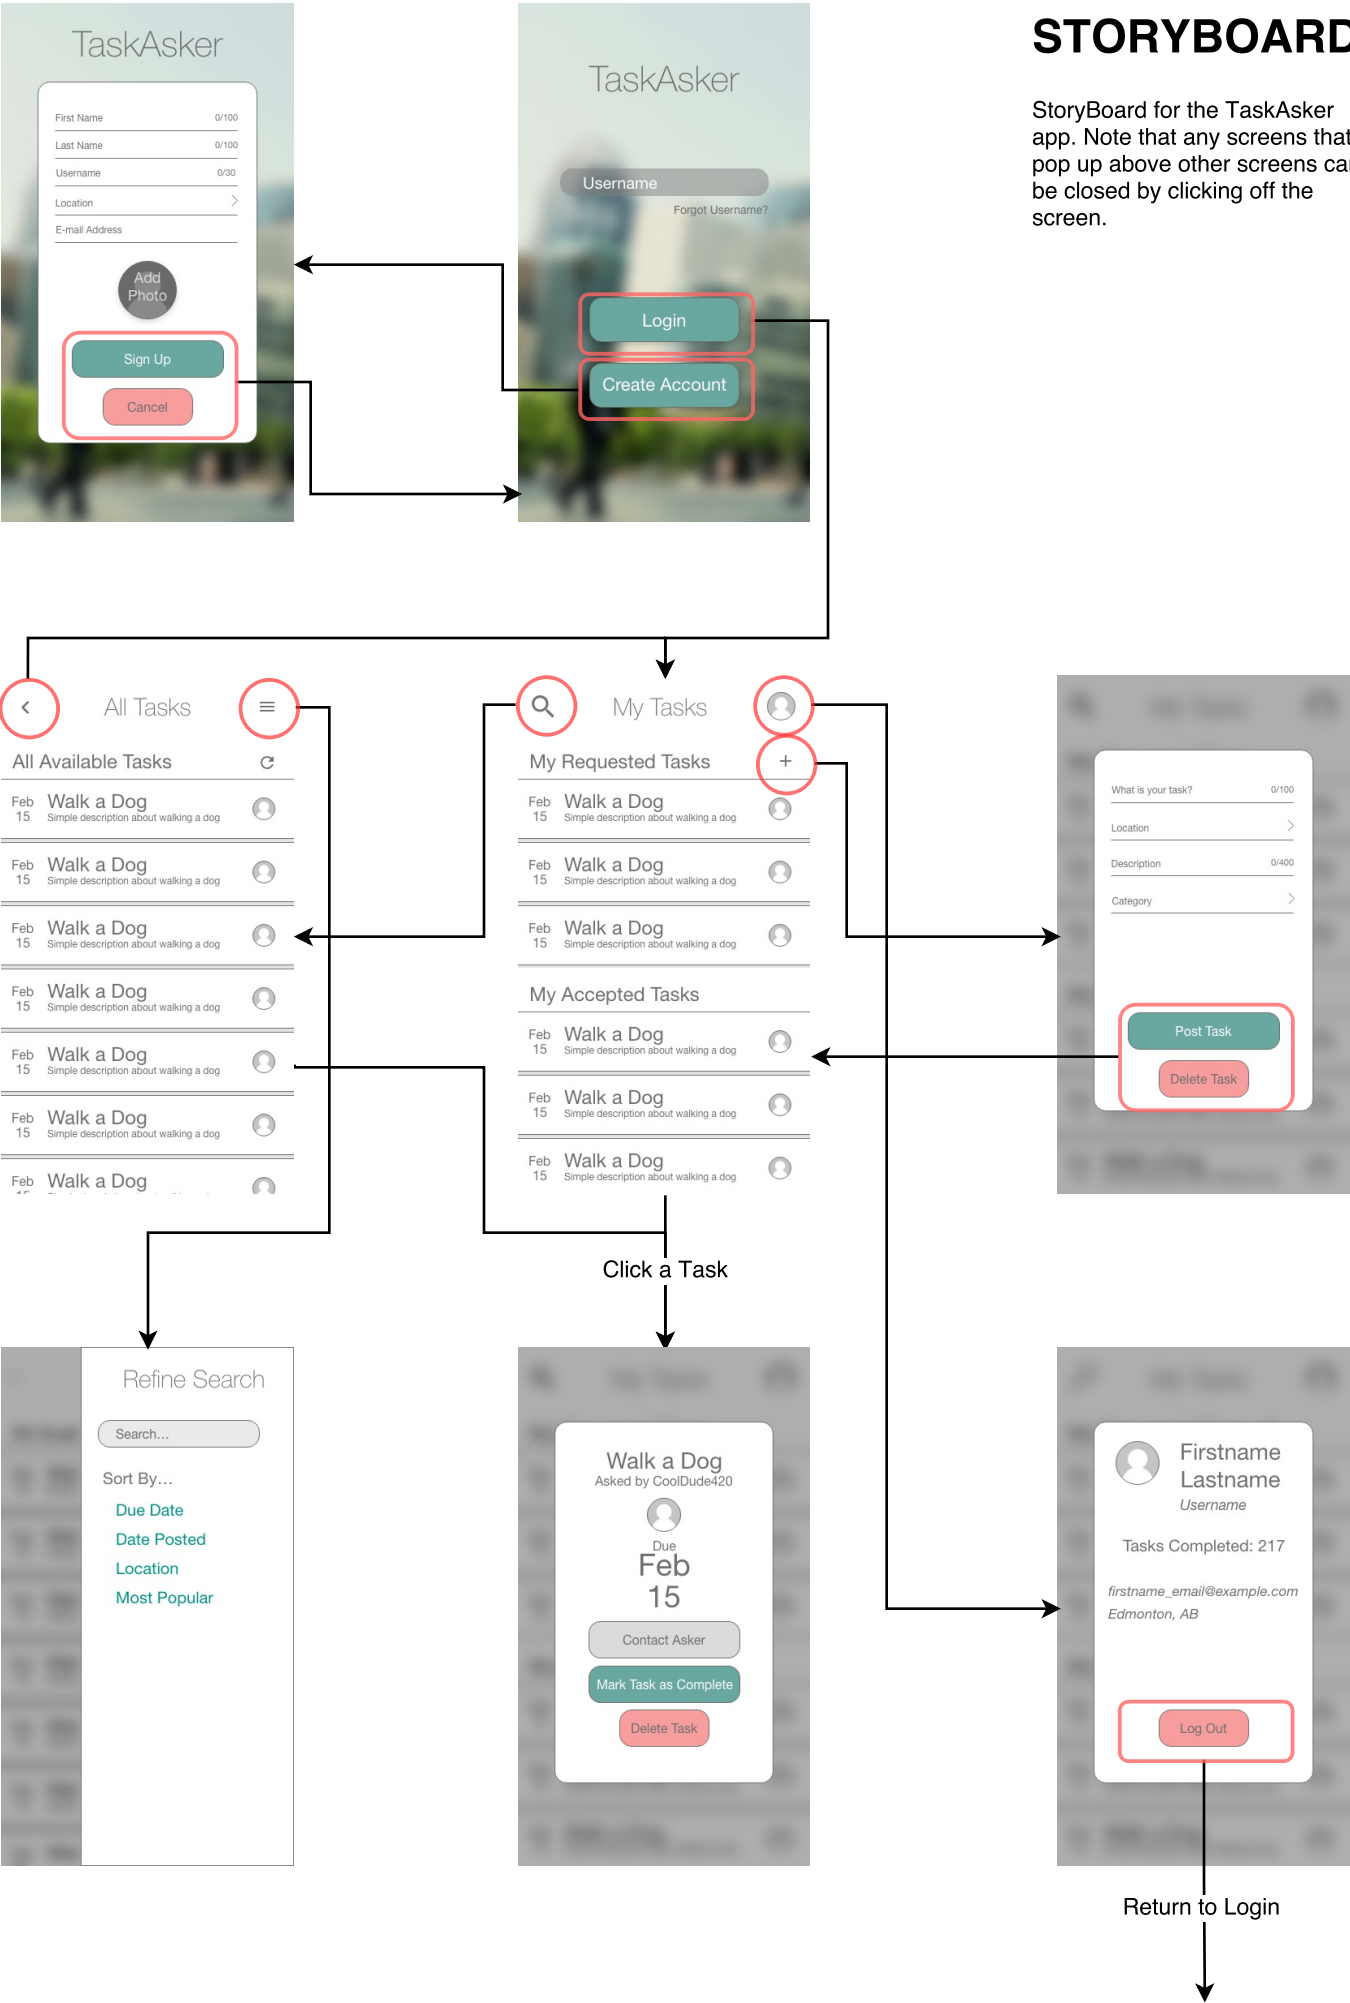 STORYBOARD
StoryBoard for the TaskAsker
app. Note that any screens that
pop up above other screens can
be closed by clicking off the
screen.
TaskAsker
First Name 0/100
Last Name 0/100
Username 0/30
Location
E-mail Address
Add
Photo
Sign Up
Cancel
TaskAsker
Username
Forgot Username?
Login
Create Account
All Tasks
All Available Tasks
Feb 15 Walk a Dog
Simple description about walking a dog
Feb 15 Walk a Dog
Simple description about walking a dog
Feb 15 Walk a Dog
Simple description about walking a dog
Feb 15 Walk a Dog
Simple description about walking a dog
Feb 15 Walk a Dog
Simple description about walking a dog
Feb 15 Walk a Dog
Simple description about walking a dog
Feb Walk a Dog
My Tasks
My Requested Tasks +
Feb 15 Walk a Dog
Simple description about walking a dog
Feb 15 Walk a Dog
Simple description about walking a dog
Feb 15 Walk a Dog
Simple description about walking a dog
My Accepted Tasks
Feb 15 Walk a Dog
Simple description about walking a dog
Feb 15 Walk a Dog
Simple description about walking a dog
Feb 15 Walk a Dog
Simple description about walking a dog
What is your task? 0/100
Location
Description 0/400
Category
Post Task
Delete Task
Click a Task
Refine Search
Search...
Sort By...
Due Date
Date Posted
Location
Most Popular
Walk a Dog
Asked by CoolDude420
Due
Feb
15
Contact Asker
Mark Task as Complete
Delete Task
Firstname
Lastname
Username
Tasks Completed: 217
firstname_email@example.com
Edmonton, AB
Log Out
Return to Login